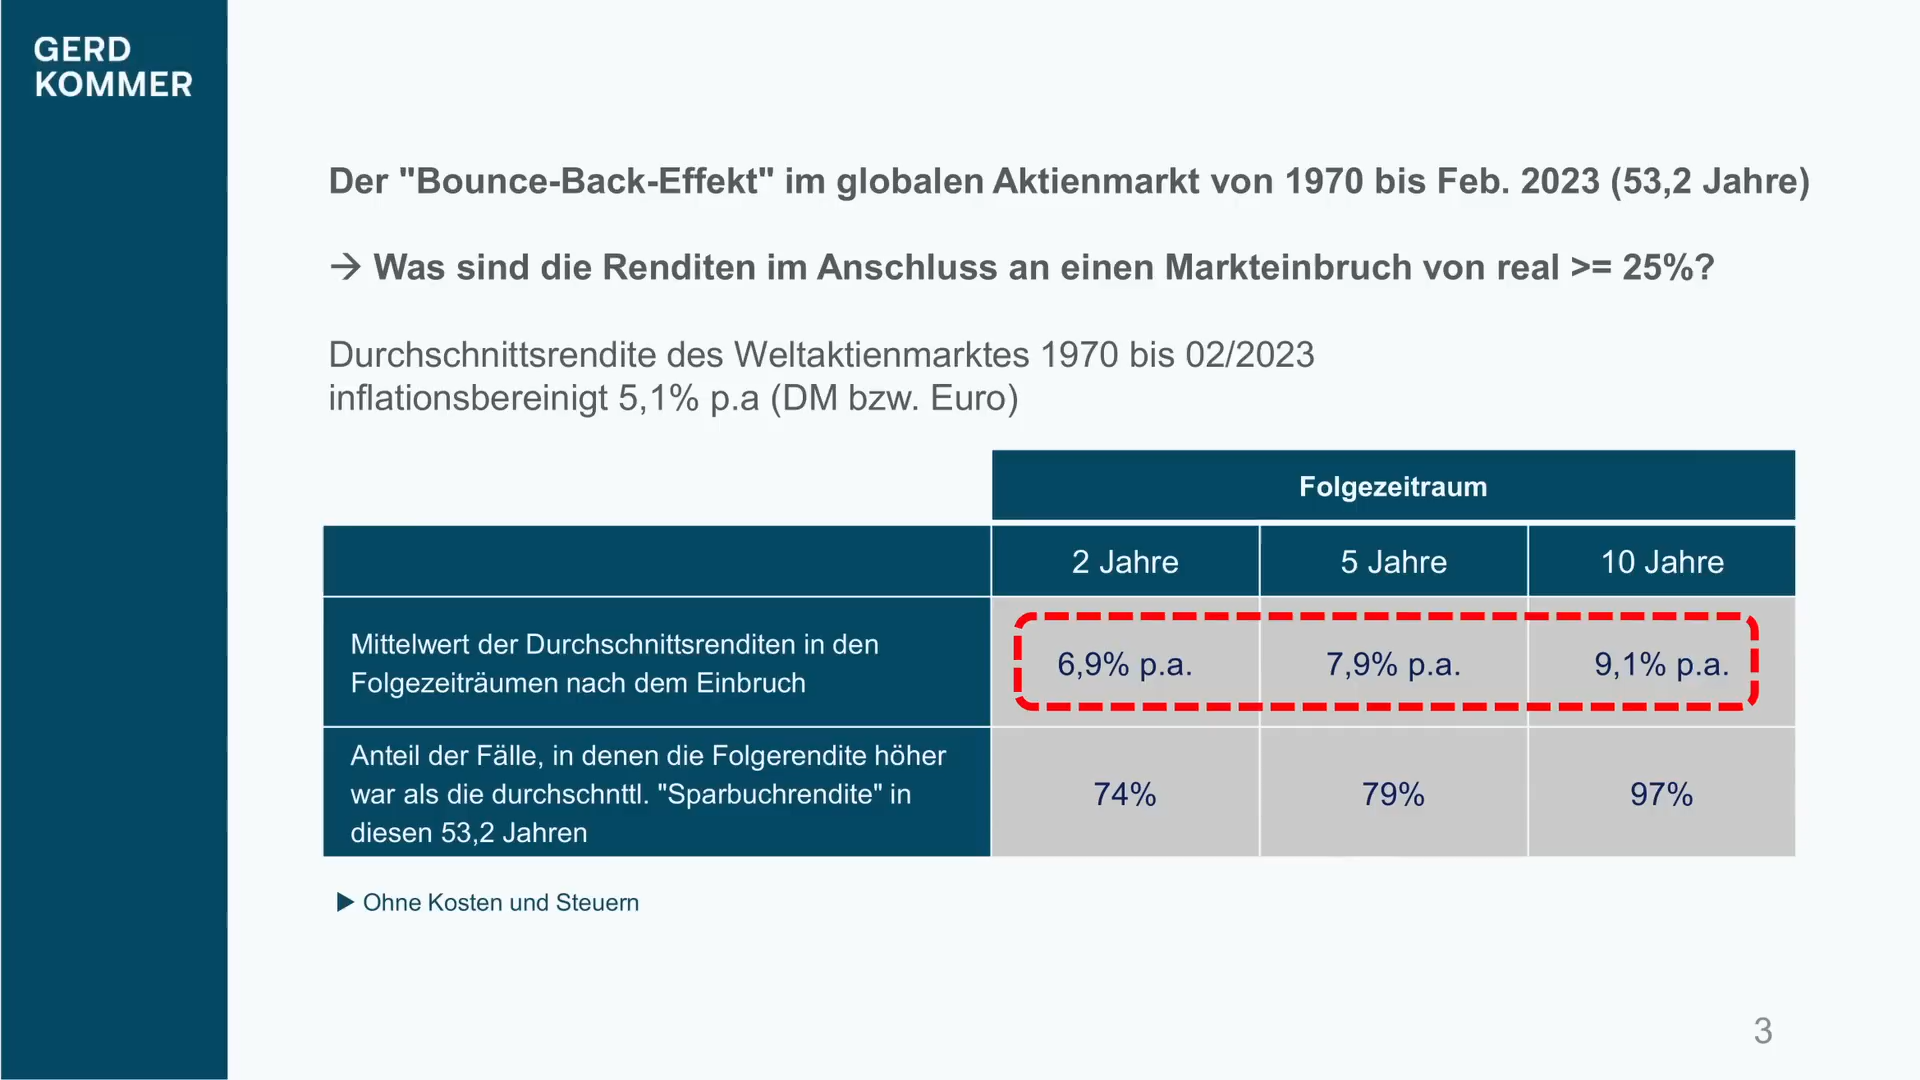 GERD
KOMMER
Der "Bounce-Back-Effekt" im globalen Aktienmarkt von 1970 bis Feb. 2023 (53,2 Jahre)
→ Was sind die Renditen im Anschluss an einen Markteinbruch von real >= 25%?
Durchschnittsrendite des Weltaktienmarktes 1970 bis 02/2023
inflationsbereinigt 5,1% p.a (DM bzw. Euro)
Folgezeitraum
2 Jahre 5 Jahre 10 Jahre
Mittelwert der Durchschnittsrenditen in den
Folgezeiträumen nach dem Einbruch
6,9% p.a. 7,9% p.a. 9,1% p.a.
Anteil der Fälle, in denen die Folgerendite höher
war als die durchschnttl. "Sparbuchrendite" in
diesen 53,2 Jahren
74% 79% 97%
▶ Ohne Kosten und Steuern
3